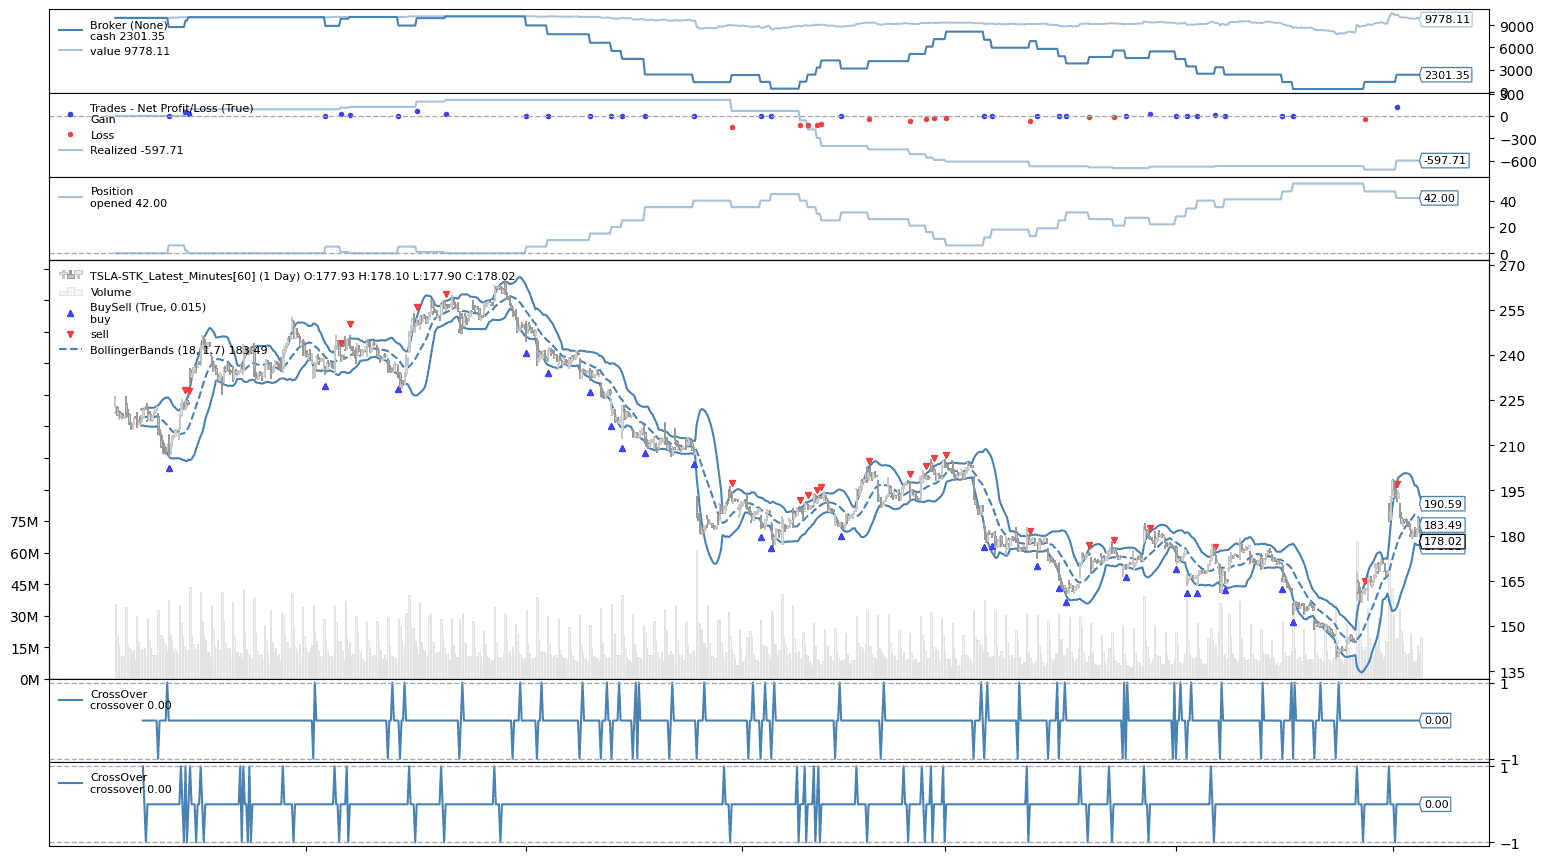 Broker (None)
cash 2301.35
value 9778.11
9778.11
2301.35
9000
6000
3000
0
Trades - Net Profit/Loss (True)
Gain
Loss
Realized -597.71
-597.71
300
0
−300
−600
Position
opened 42.00
42.00
40
20
0
TSLA-STK_Latest_Minutes[60] (1 Day) O:177.93 H:178.10 L:177.90 C:178.02
Volume
BuySell (True, 0.015)
buy
sell
BollingerBands (18, 1.7) 183.49
270
255
240
225
210
195
180
165
150
135
190.59
183.49
178.02
75M
60M
45M
30M
15M
0M
CrossOver
crossover 0.00
0.00
1
−1
CrossOver
crossover 0.00
0.00
1
−1